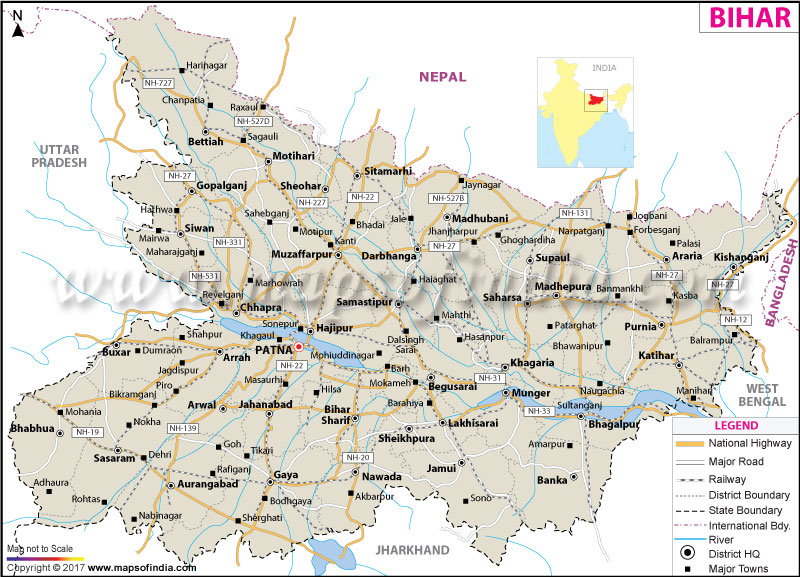 BIHAR
N
INDIA
NEPAL
UTTAR
PRADESH
BANGLADESH
WEST
BENGAL
JHARKHAND
Harinagar
NH-727
Chanpatia
Raxaul
NH-527D
Sagauli
Bettiah
Motihari
Sitamarhi
Sheohar
NH-27
Gopalganj
NH-22
NH-227
Jaynagar
NH-527B
Hathwa
Sahebganj
Motipur
Bhadai
Jale
Madhubani
NH-131
Jogbani
Mairwa
Siwan
Jhanjharpur
Narpatganj
Forbesganj
NH-331
Kanti
NH-27
Ghoghardiha
Palasi
Maharajganj
Muzaffarpur
Darbhanga
Supaul
Araria
Kishanganj
NH-531
Marhowrah
Halaghat
Madhepura
NH-27
NH-27
www.mapsofindia.com
Revelganj
Samastipur
Saharsa
Banmankhi
Kasba
Chhapra
Mahthi
NH-12
Sonepur
Hajipur
Patarghat
Purnia
Shahpur
Khagaul
Dalsingh
Sarai
Hasanpur
Bhawanipur
Balrampur
Buxar
Dumraon
Arrah
PATNA
Mohiuddinagar
Katihar
Jagdispur
NH-22
Barh
Khagaria
Masaurhi
Mokameh
Begusarai
NH-31
Piro
Hilsa
Munger
Naugachia
Manihari
Bikramganj
Barahiya
Sultanganj
Mohania
Arwal
Jahanabad
Bihar
Sharif
NH-33
Bhabhua
NH-19
Nokha
NH-139
Lakhisarai
Bhagalpur
Sheikhpura
Goh
Tikari
Amarpur
Sasaram
Dehri
NH-20
Jamui
Rafiganj
Gaya
Nawada
Banka
Adhaura
Aurangabad
Rohtas
Bodhgaya
Akbarpur
Sono
Nabinagar
Sherghati
LEGEND
National Highway
Major Road
Railway
District Boundary
State Boundary
International Bdy.
River
District HQ
Major Towns
Map not to Scale
Copyright © 2017 www.mapsofindia.com